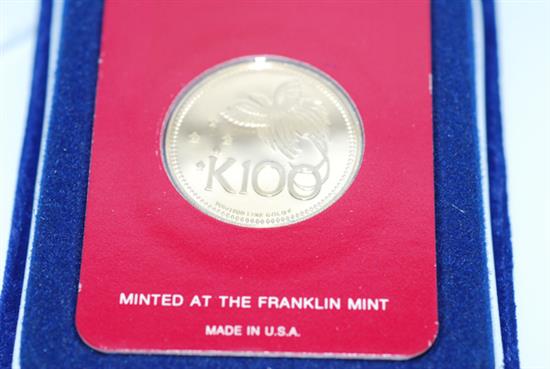 K100
MINTED AT THE FRANKLIN MINT
MADE IN U.S.A.